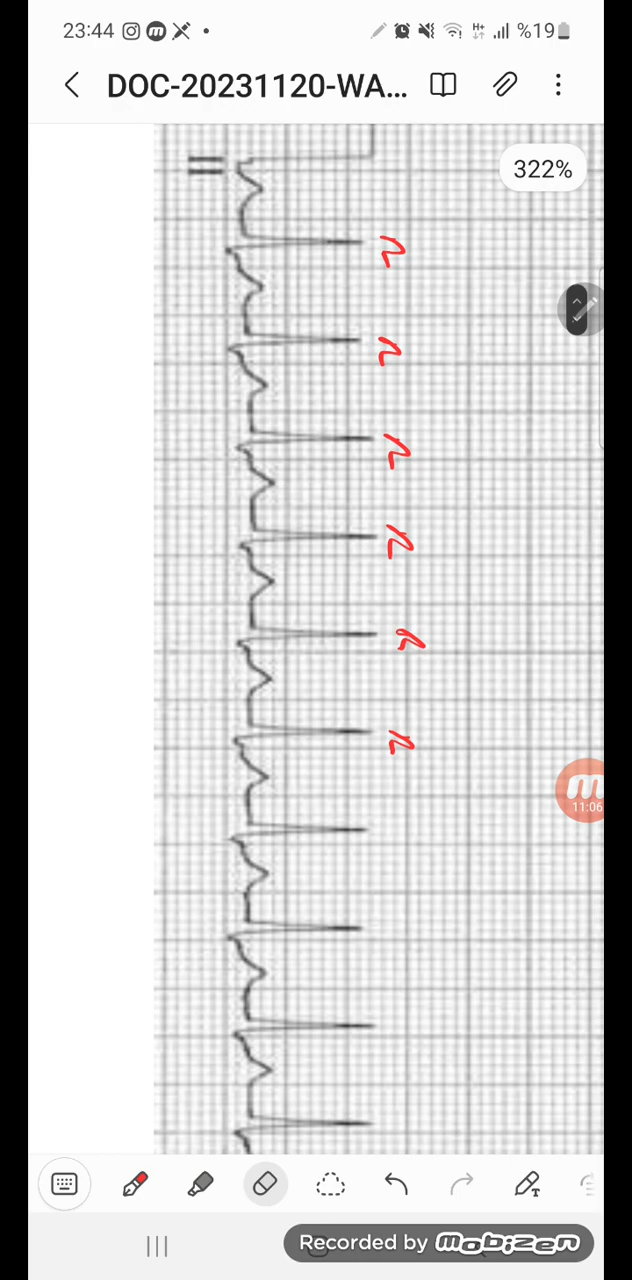 23:44
%19
DOC-20231120-WA...
322%
II
n
n
n
n
n
n
11:06
Recorded by mobizen